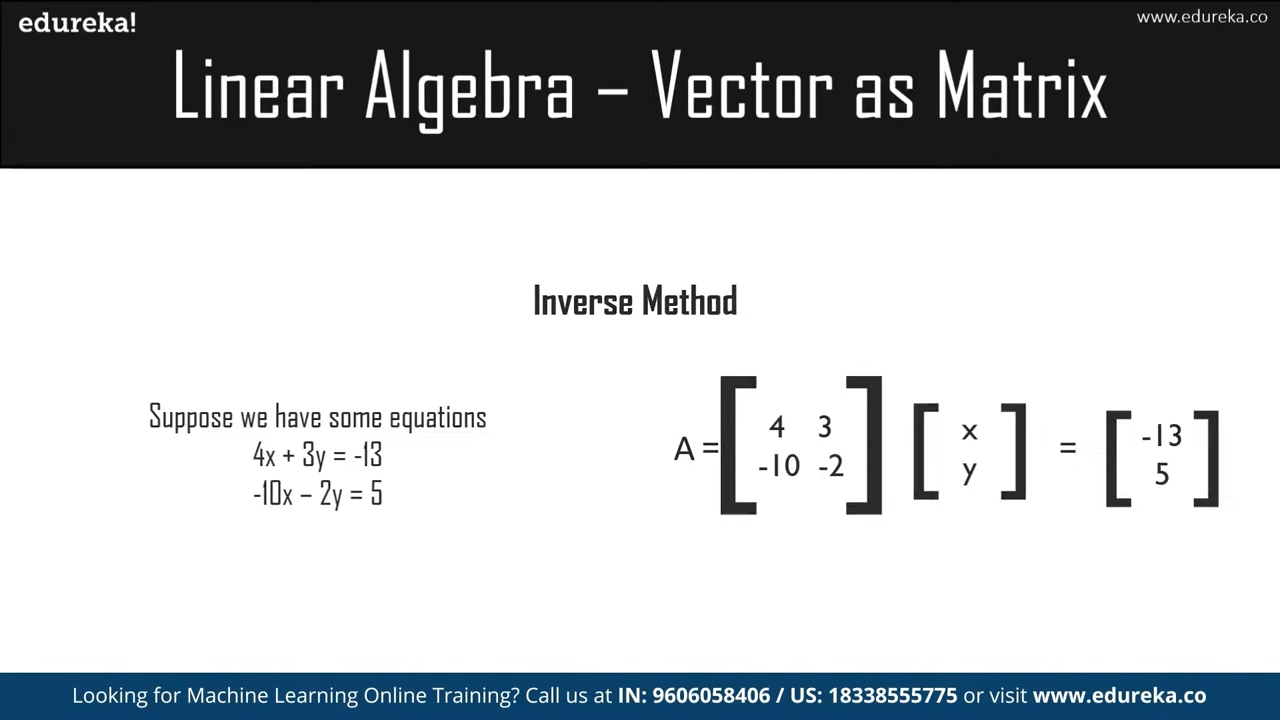 edureka!
www.edureka.co
Linear Algebra – Vector as Matrix
Inverse Method
Suppose we have some equations
4x + 3y = -13
-10x – 2y = 5
A = [ 4 3 ] [ x ] = [ -13 ]
[ -10 -2 ] [ y ] [ 5 ]
Looking for Machine Learning Online Training? Call us at IN: 9606058406 / US: 18338555775 or visit www.edureka.co